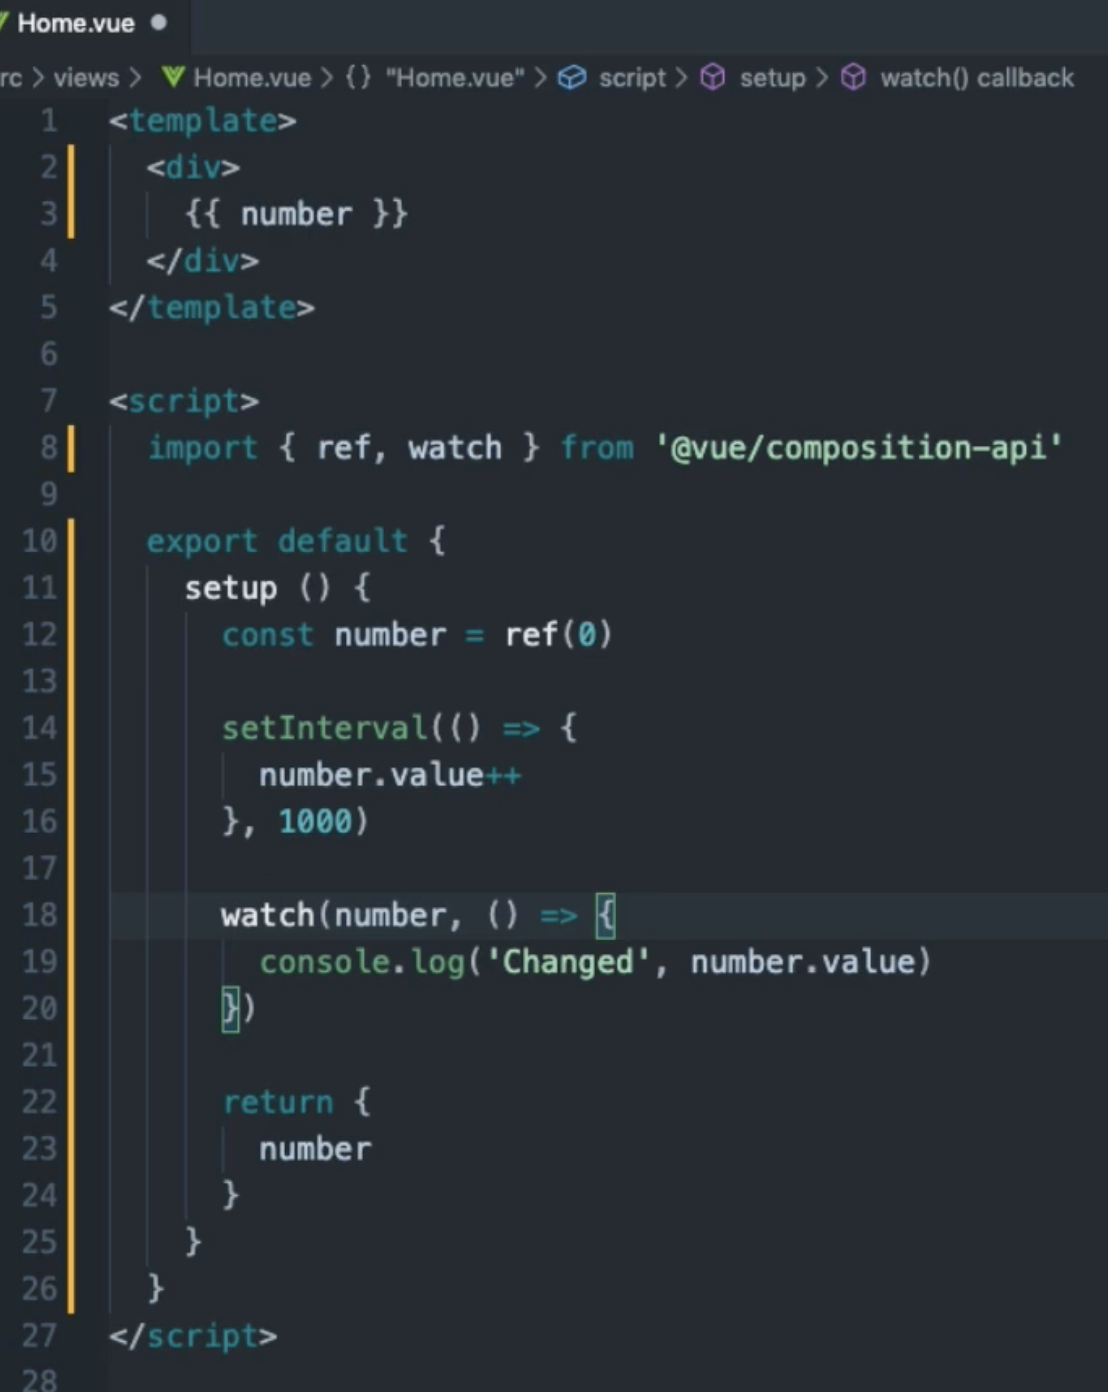 Home.vue
rc > views > Home.vue > {} "Home.vue" > script > setup > watch() callback
1 <template>
2   <div>
3     {{ number }}
4   </div>
5 </template>
6
7 <script>
8   import { ref, watch } from '@vue/composition-api'
9
10   export default {
11     setup () {
12       const number = ref(0)
13
14       setInterval(() => {
15         number.value++
16       }, 1000)
17
18       watch(number, () => {
19         console.log('Changed', number.value)
20       })
21
22       return {
23         number
24       }
25     }
26   }
27 </script>
28